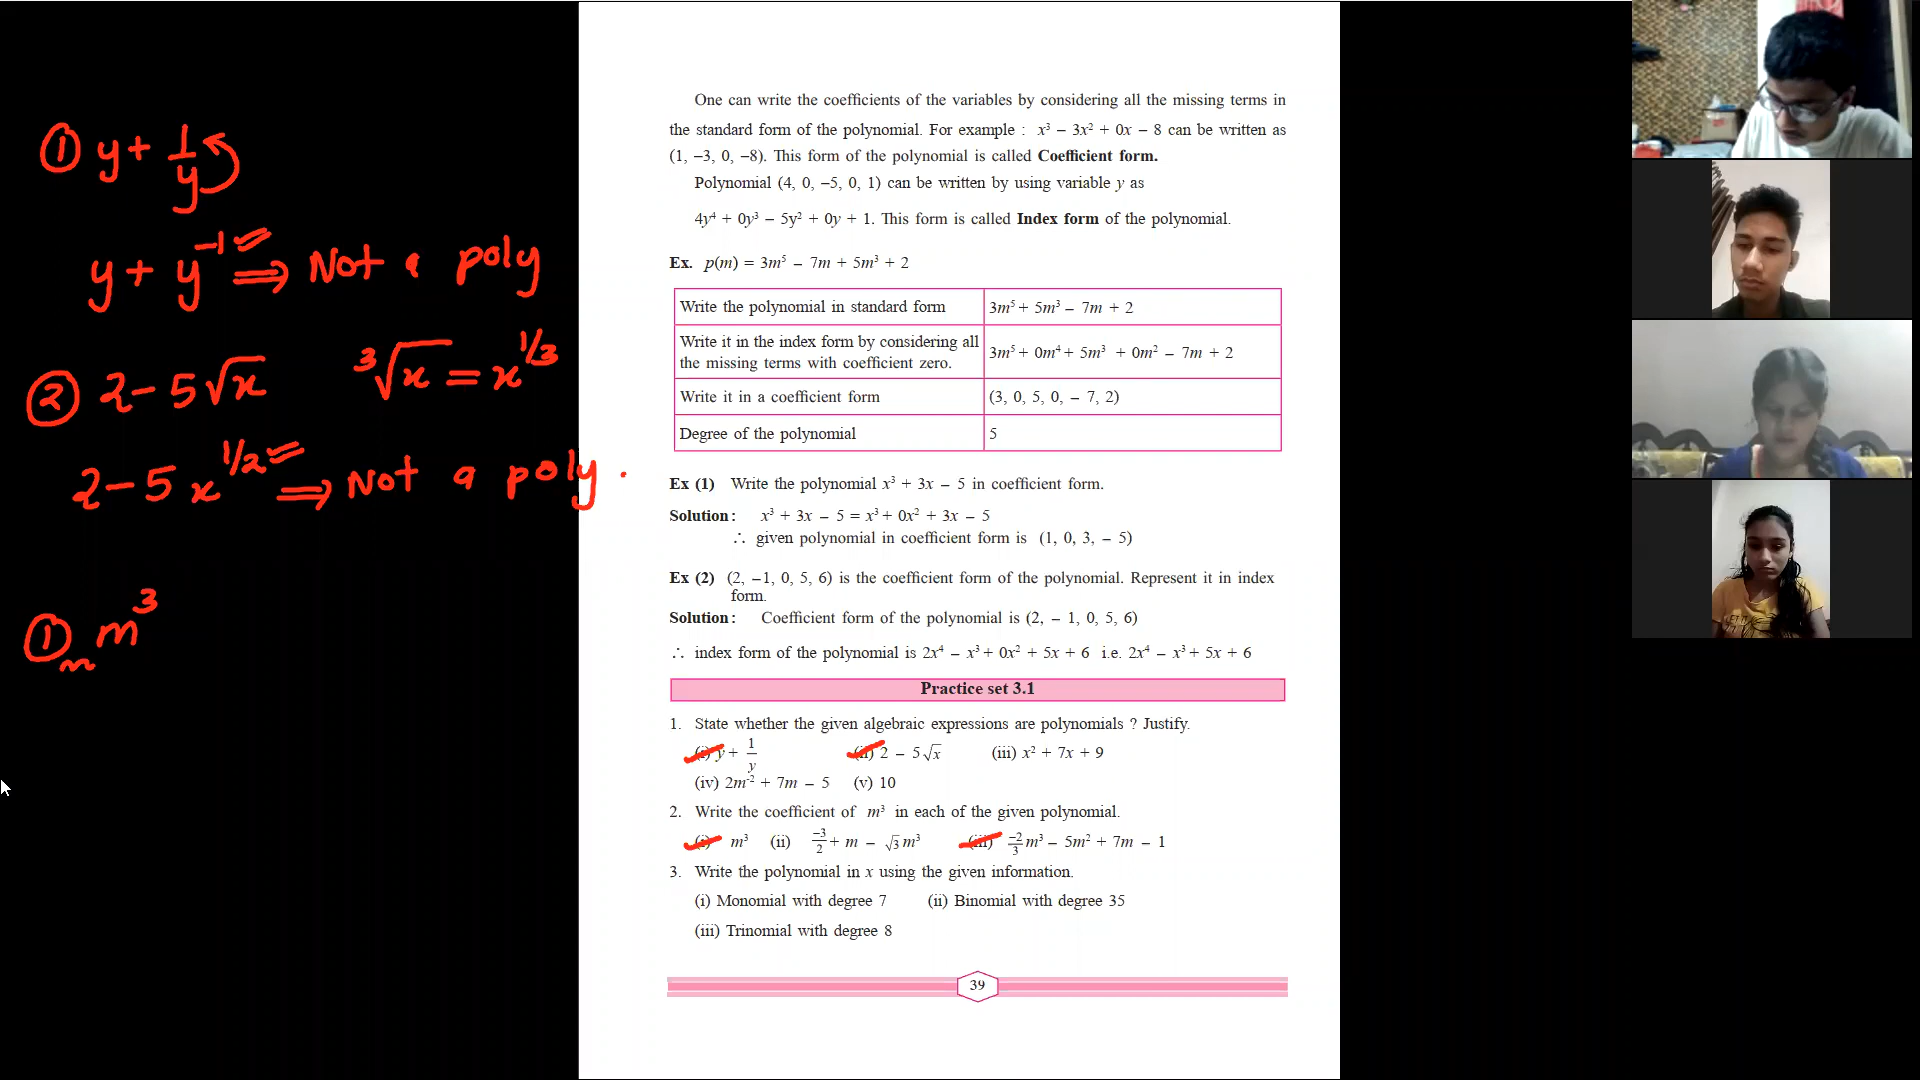 ① y + 1/y
y + y⁻¹ ⇒ Not a poly
② 2 – 5√x ³√x = x^1/3
2 – 5x^1/2 ⇒ Not a poly.
① m³
One can write the coefficients of the variables by considering all the missing terms in
the standard form of the polynomial. For example : x³ – 3x² + 0x – 8 can be written as
(1, –3, 0, –8). This form of the polynomial is called Coefficient form.
Polynomial (4, 0, –5, 0, 1) can be written by using variable y as
4y⁴ + 0y³ – 5y² + 0y + 1. This form is called Index form of the polynomial.
Ex. p(m) = 3m⁵ – 7m + 5m³ + 2
Write the polynomial in standard form 3m⁵ + 5m³ – 7m + 2
Write it in the index form by considering all
the missing terms with coefficient zero. 3m⁵ + 0m⁴ + 5m³ + 0m² – 7m + 2
Write it in a coefficient form (3, 0, 5, 0, – 7, 2)
Degree of the polynomial 5
Ex (1) Write the polynomial x³ + 3x – 5 in coefficient form.
Solution : x³ + 3x – 5 = x³ + 0x² + 3x – 5
∴ given polynomial in coefficient form is (1, 0, 3, – 5)
Ex (2) (2, –1, 0, 5, 6) is the coefficient form of the polynomial. Represent it in index
form.
Solution : Coefficient form of the polynomial is (2, – 1, 0, 5, 6)
∴ index form of the polynomial is 2x⁴ – x³ + 0x² + 5x + 6 i.e. 2x⁴ – x³ + 5x + 6
Practice set 3.1
1. State whether the given algebraic expressions are polynomials ? Justify.
(i) y + 1/y (ii) 2 – 5√x (iii) x² + 7x + 9
(iv) 2m⁻² + 7m – 5 (v) 10
2. Write the coefficient of m³ in each of the given polynomial.
(i) m³ (ii) –3/2 + m – √3 m³ (iii) –2/3 m³ – 5m² + 7m – 1
3. Write the polynomial in x using the given information.
(i) Monomial with degree 7 (ii) Binomial with degree 35
(iii) Trinomial with degree 8
39